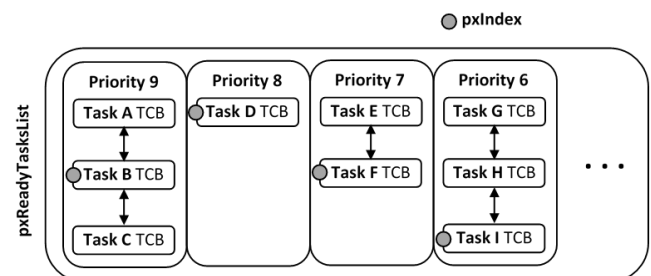 pxIndex
pxReadyTasksList
Priority 9
Task A TCB
Task B TCB
Task C TCB
Priority 8
Task D TCB
Priority 7
Task E TCB
Task F TCB
Priority 6
Task G TCB
Task H TCB
Task I TCB
...